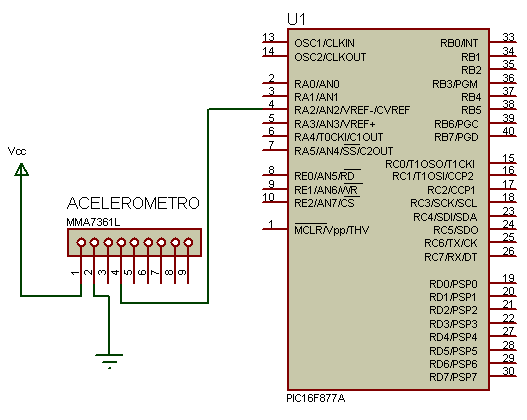 U1
13 OSC1/CLKIN RB0/INT 33
14 OSC2/CLKOUT RB1 34
RB2 35
2 RA0/AN0 RB3/PGM 36
3 RA1/AN1 RB4 37
4 RA2/AN2/VREF-/CVREF RB5 38
5 RA3/AN3/VREF+ RB6/PGC 39
6 RA4/T0CKI/C1OUT RB7/PGD 40
7 RA5/AN4/SS/C2OUT
RC0/T1OSO/T1CKI 15
8 RE0/AN5/RD RC1/T1OSI/CCP2 16
9 RE1/AN6/WR RC2/CCP1 17
10 RE2/AN7/CS RC3/SCK/SCL 18
RC4/SDI/SDA 23
1 MCLR/Vpp/THV RC5/SDO 24
RC6/TX/CK 25
RC7/RX/DT 26
RD0/PSP0 19
RD1/PSP1 20
RD2/PSP2 21
RD3/PSP3 22
RD4/PSP4 27
RD5/PSP5 28
RD6/PSP6 29
RD7/PSP7 30
PIC16F877A
Vcc
ACELEROMETRO
MMA7361L
1 2 3 4 5 6 7 8 9